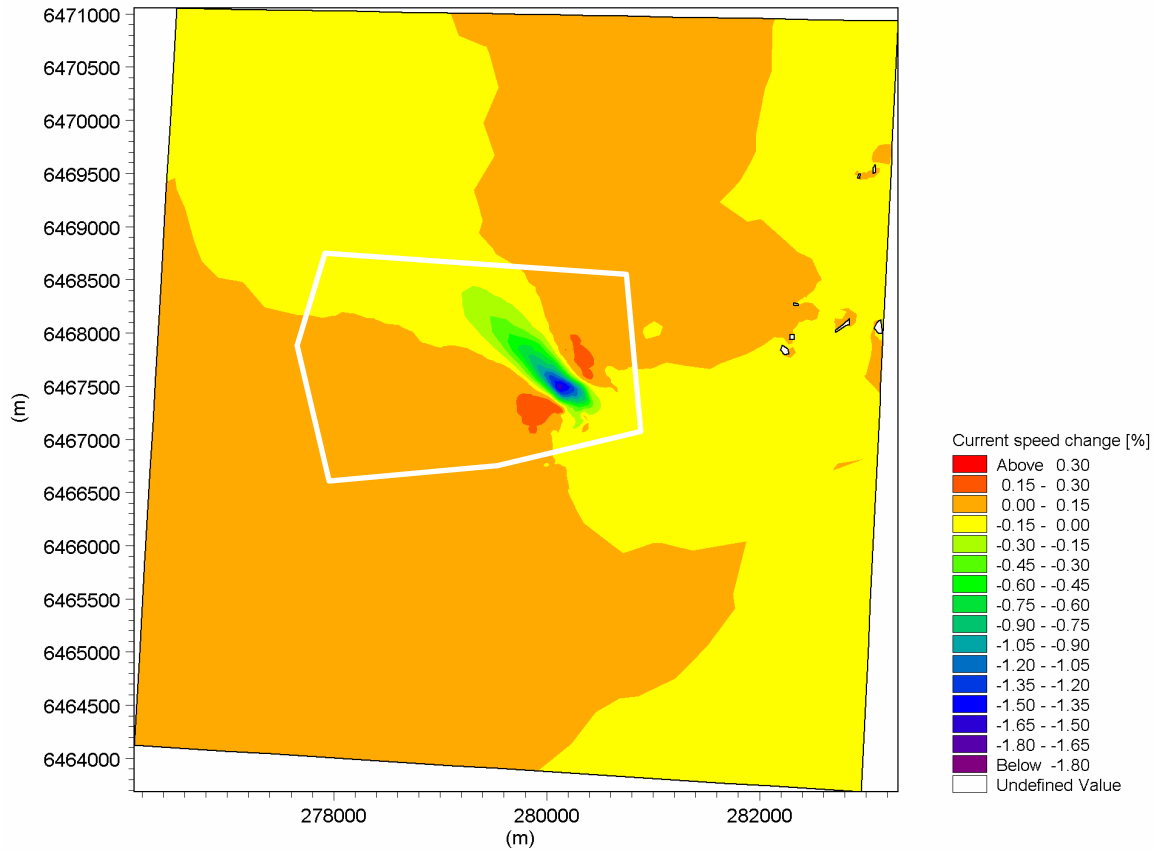 6471000
6470500
6470000
6469500
6469000
6468500
6468000
6467500
6467000
6466500
6466000
6465500
6465000
6464500
6464000
(m)
278000 280000 282000
(m)
Current speed change [%]
Above 0.30
0.15 - 0.30
0.00 - 0.15
-0.15 - 0.00
-0.30 - -0.15
-0.45 - -0.30
-0.60 - -0.45
-0.75 - -0.60
-0.90 - -0.75
-1.05 - -0.90
-1.20 - -1.05
-1.35 - -1.20
-1.50 - -1.35
-1.65 - -1.50
-1.80 - -1.65
Below -1.80
Undefined Value